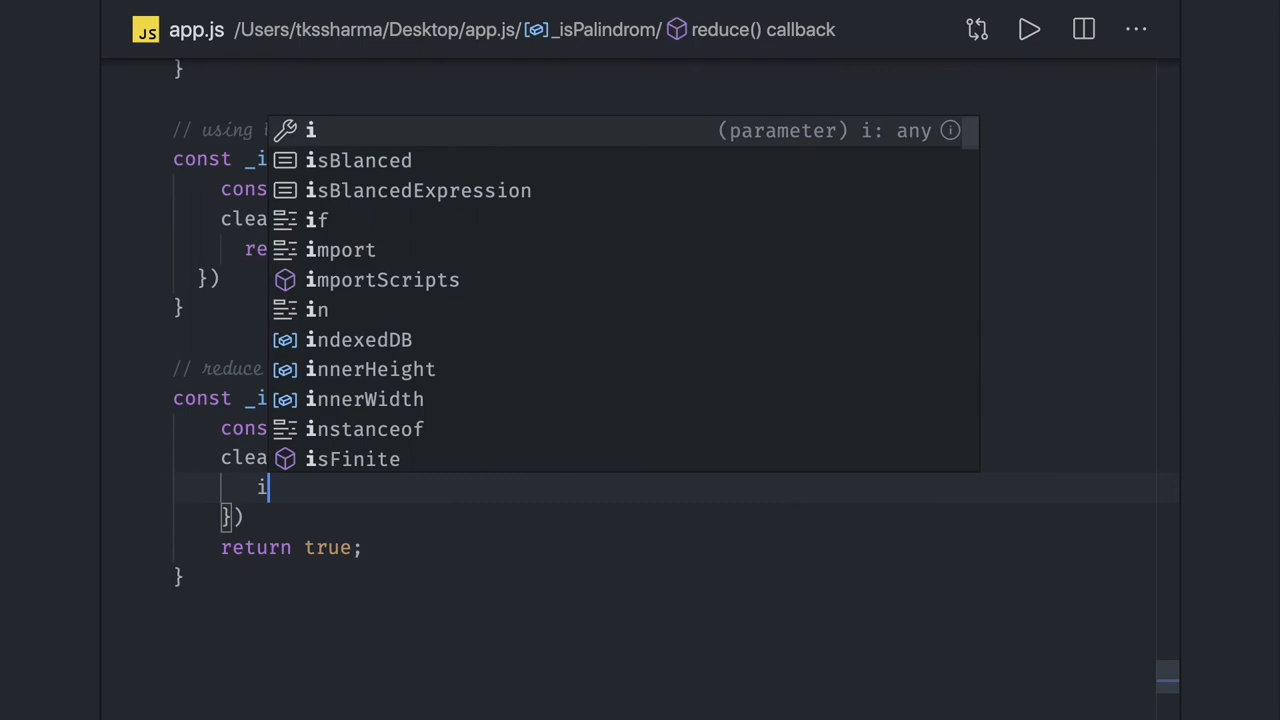 JS app.js /Users/tkssharma/Desktop/app.js/ _isPalindrom/ reduce() callback
}
// using
const _i
cons
clea
re
})
}
// reduce
const _i
cons
clea
i
})
return true;
}
i (parameter) i: any
isBlanced
isBlancedExpression
if
import
importScripts
in
indexedDB
innerHeight
innerWidth
instanceof
isFinite